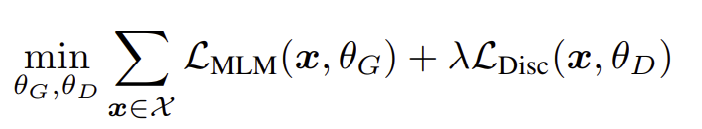 min_{θ_G,θ_D} ∑_{x∈𝒳} ℒ_MLM(x, θ_G) + λℒ_Disc(x, θ_D)